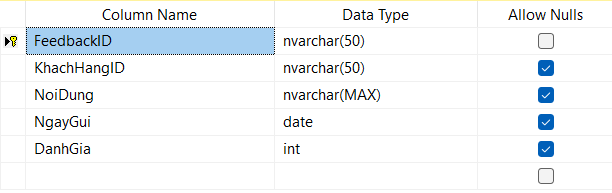 Column Name Data Type Allow Nulls
FeedbackID nvarchar(50)
KhachHangID nvarchar(50)
NoiDung nvarchar(MAX)
NgayGui date
DanhGia int